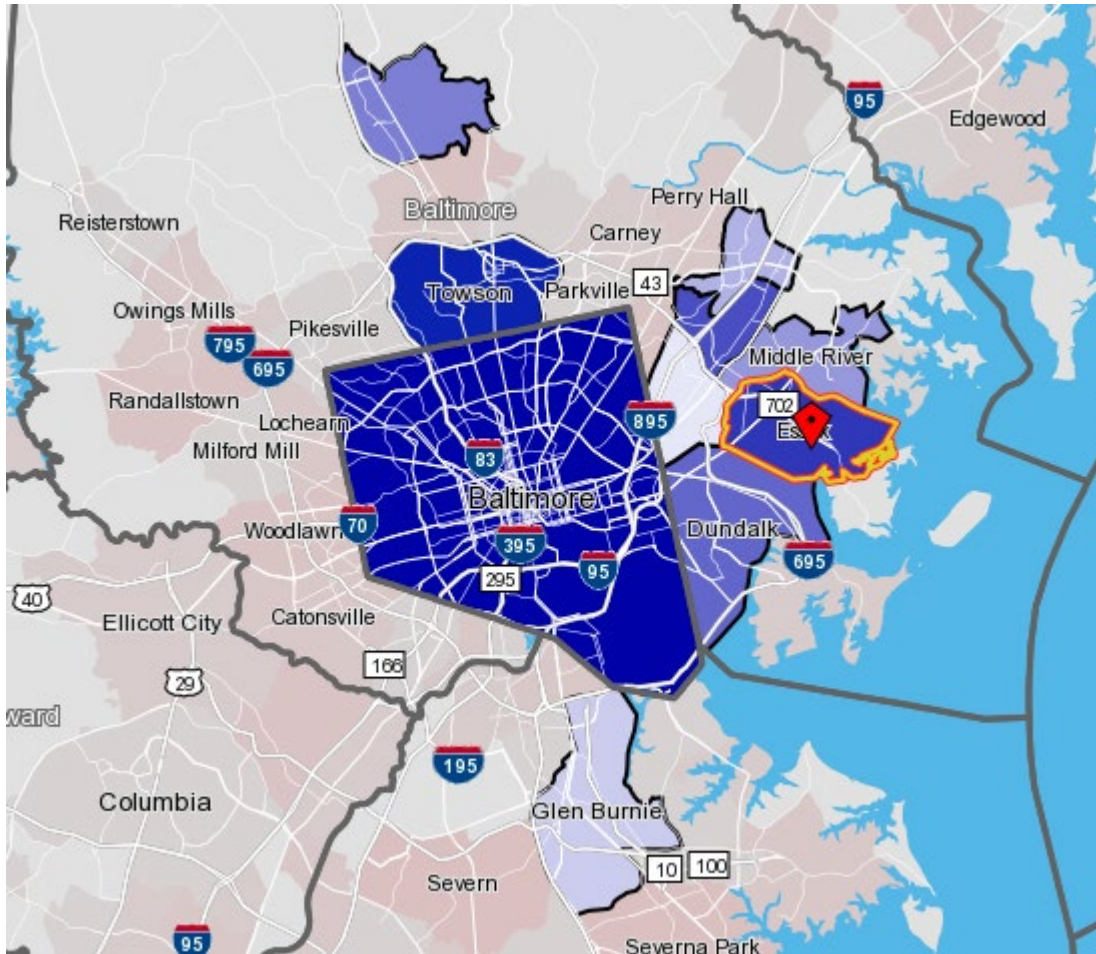 95
Edgewood
Perry Hall
Baltimore
Reisterstown
Carney
43
Towson
Parkville
Owings Mills
Pikesville
795
695
Middle River
Randallstown
702
Lochearn
895
Milford Mill
83
Baltimore
Woodlawn
70
Dundalk
395
695
295
95
40
Ellicott City
Catonsville
166
29
ward
195
Columbia
Glen Burnie
10
100
Severn
95
Severna Park